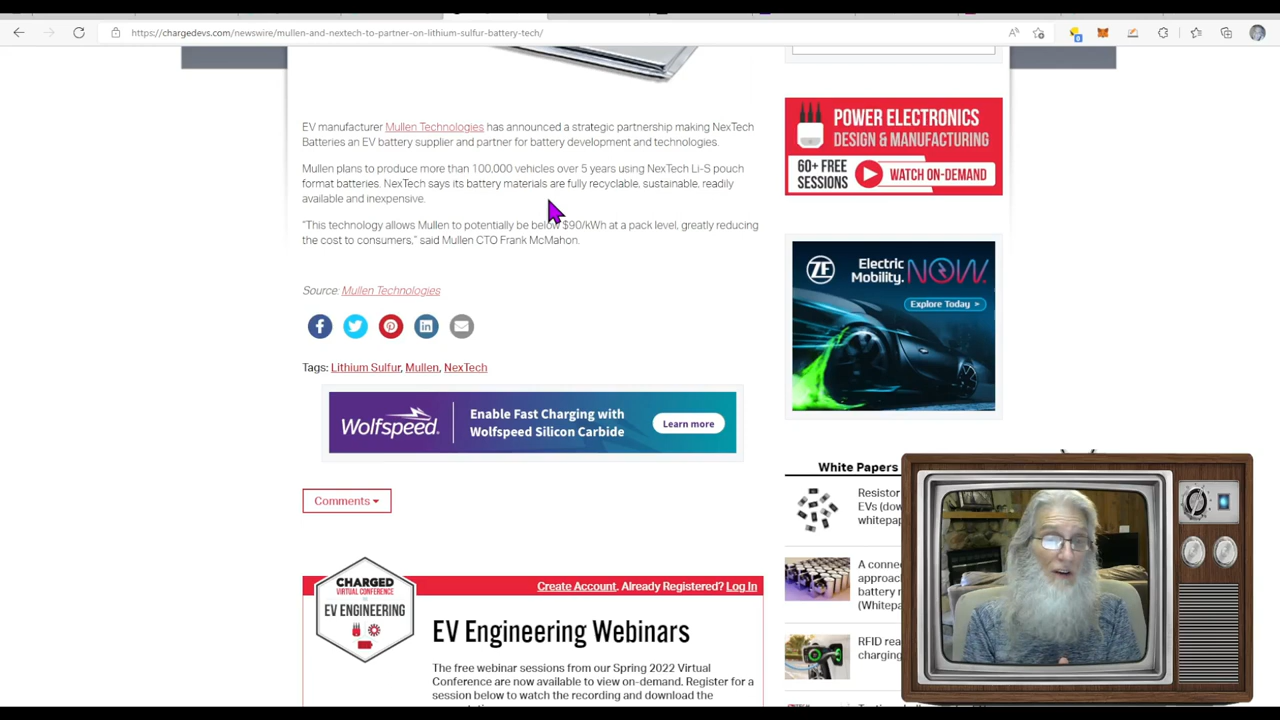 https://chargedevs.com/newswire/mullen-and-nextech-to-partner-on-lithium-sulfur-battery-tech/
EV manufacturer Mullen Technologies has announced a strategic partnership making NexTech
Batteries an EV battery supplier and partner for battery development and technologies.
Mullen plans to produce more than 100,000 vehicles over 5 years using NexTech Li-S pouch
format batteries. NexTech says its battery materials are fully recyclable, sustainable, readily
available and inexpensive.
"This technology allows Mullen to potentially be below $90/kWh at a pack level, greatly reducing
the cost to consumers," said Mullen CTO Frank McMahon.
Source: Mullen Technologies
Tags: Lithium Sulfur, Mullen, NexTech
Wolfspeed.
Enable Fast Charging with
Wolfspeed Silicon Carbide
Learn more
Comments
CHARGED
VIRTUAL CONFERENCE
EV ENGINEERING
Create Account. Already Registered? Log In
EV Engineering Webinars
The free webinar sessions from our Spring 2022 Virtual
Conference are now available to view on-demand. Register for a
session below to watch the recording and download the
POWER ELECTRONICS
DESIGN & MANUFACTURING
60+ FREE
SESSIONS
WATCH ON-DEMAND
ZF
Electric
Mobility.
NOW
Explore Today >
White Papers
Resistor
EVs (dow
whitepap
A connec
approac
battery r
(Whitepa
RFID rea
charging